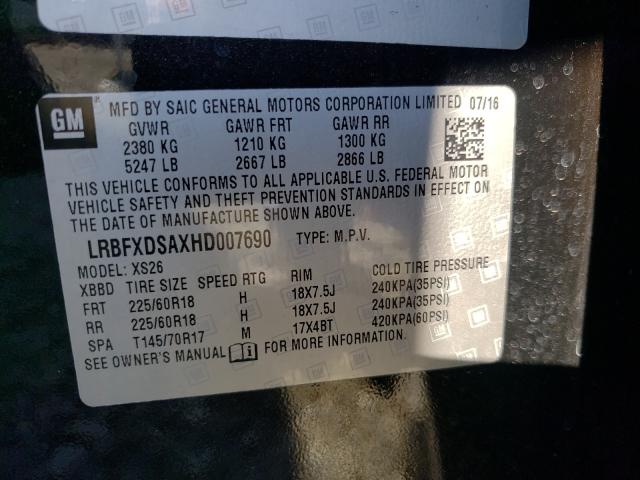 GM
MFD BY SAIC GENERAL MOTORS CORPORATION LIMITED 07/16
GVWR GAWR FRT GAWR RR
2380 KG 1210 KG 1300 KG
5247 LB 2667 LB 2866 LB
THIS VEHICLE CONFORMS TO ALL APPLICABLE U.S. FEDERAL MOTOR
VEHICLE SAFETY AND THEFT PREVENTION STANDARDS IN EFFECT ON
THE DATE OF MANUFACTURE SHOWN ABOVE.
LRBFXDSAXHD007690 TYPE: M.P.V.
MODEL: XS26
XBBD TIRE SIZE SPEED RTG RIM COLD TIRE PRESSURE
FRT 225/60R18 H 18X7.5J 240KPA(35PSI)
RR 225/60R18 H 18X7.5J 240KPA(35PSI)
SPA T145/70R17 M 17X4BT 420KPA(60PSI)
SEE OWNER'S MANUAL FOR MORE INFORMATION.